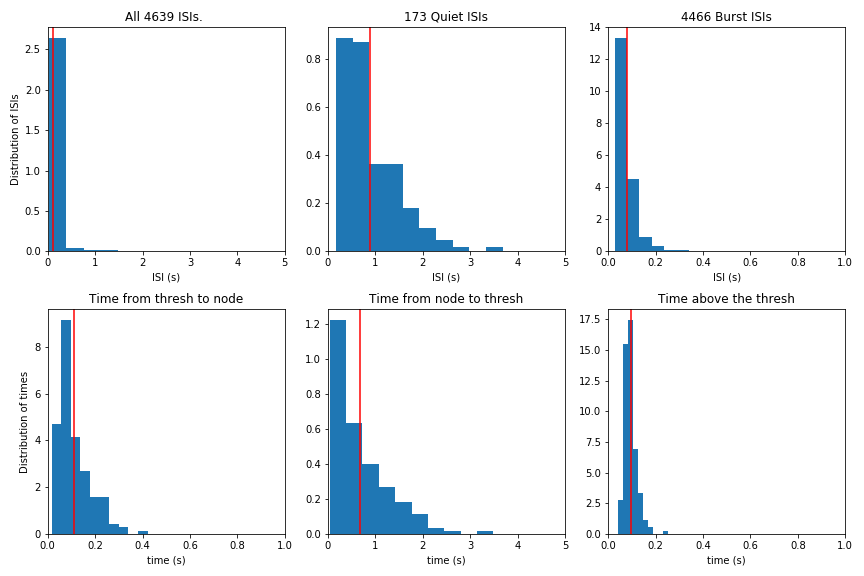 All 4639 ISIs.
173 Quiet ISIs
4466 Burst ISIs
Distribution of ISIs
2.5
2.0
1.5
1.0
0.5
0.0
0 1 2 3 4 5
ISI (s)
0.8
0.6
0.4
0.2
0.0
0 1 2 3 4 5
ISI (s)
14
12
10
8
6
4
2
0
0.0 0.2 0.4 0.6 0.8 1.0
ISI (s)
Time from thresh to node
Time from node to thresh
Time above the thresh
Distribution of times
8
6
4
2
0
0.0 0.2 0.4 0.6 0.8 1.0
time (s)
1.2
1.0
0.8
0.6
0.4
0.2
0.0
0 1 2 3 4 5
time (s)
17.5
15.0
12.5
10.0
7.5
5.0
2.5
0.0
0.0 0.2 0.4 0.6 0.8 1.0
time (s)